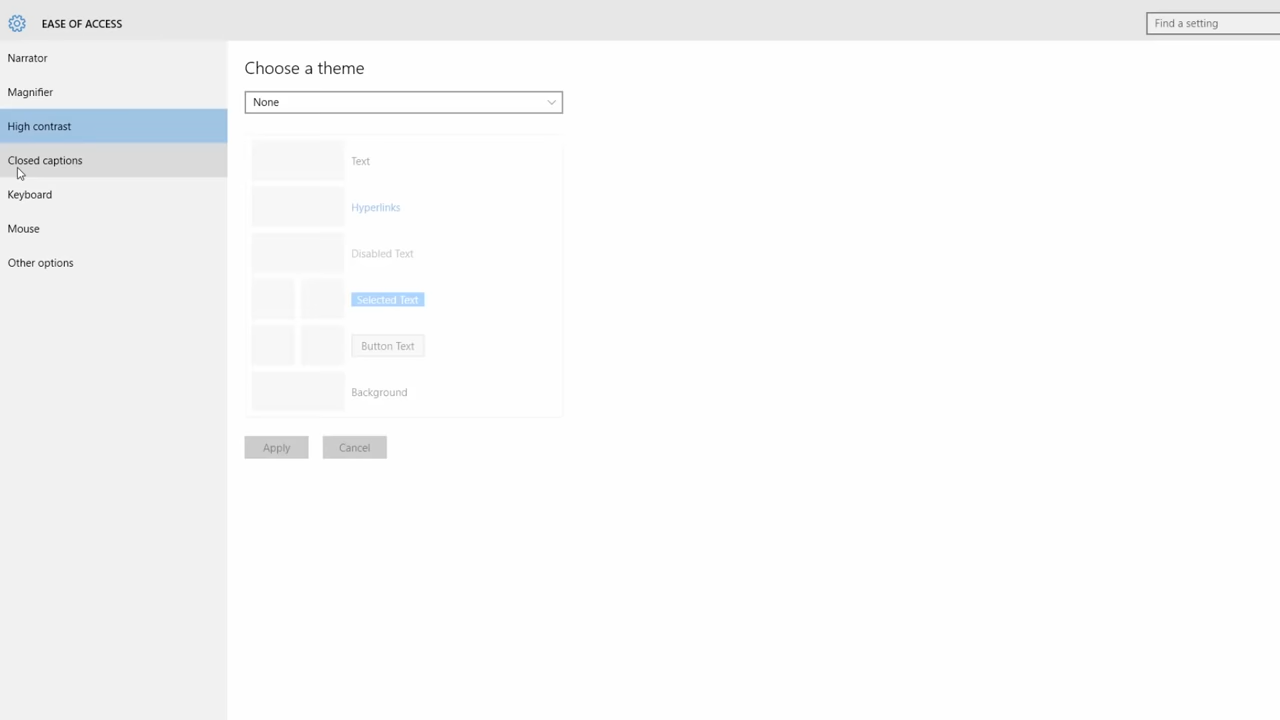 EASE OF ACCESS
Find a setting
Narrator
Magnifier
High contrast
Closed captions
Keyboard
Mouse
Other options
Choose a theme
None
Text
Hyperlinks
Disabled Text
Selected Text
Button Text
Background
Apply
Cancel